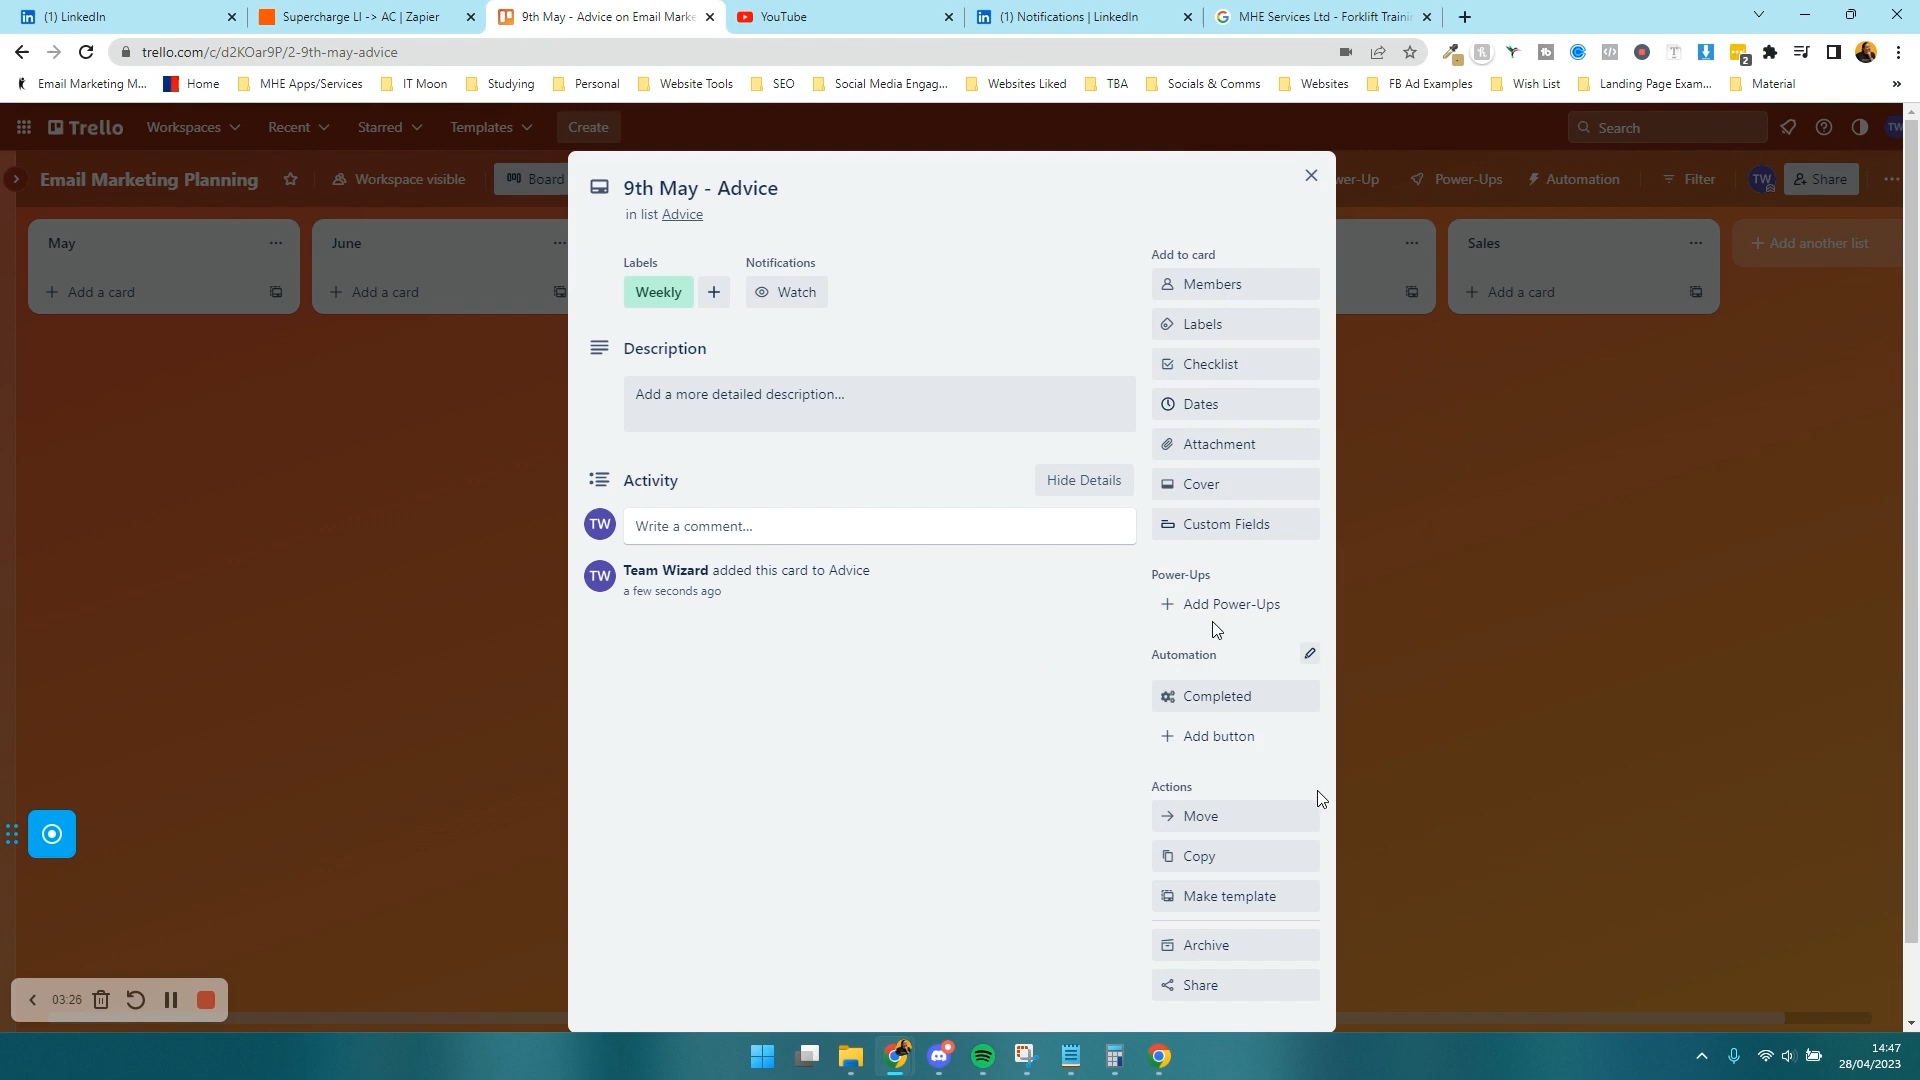 (1) LinkedIn
Supercharge LI -> AC | Zapier
9th May - Advice on Email Marke
YouTube
(1) Notifications | LinkedIn
MHE Services Ltd - Forklift Trainin
trello.com/c/d2KOar9P/2-9th-may-advice
2
Email Marketing M...
Home
MHE Apps/Services
IT Moon
Studying
Personal
Website Tools
SEO
Social Media Engag...
Websites Liked
TBA
Socials & Comms
Websites
FB Ad Examples
Wish List
Landing Page Exam...
Material
»
Trello
Workspaces
Recent
Starred
Templates
Create
Search
TW
Email Marketing Planning
Workspace visible
Board
wer-Up
Power-Ups
Automation
Filter
TW
Share
May
+ Add a card
June
+ Add a card
Sales
+ Add a card
+ Add another list
9th May - Advice
in list Advice
Labels
Notifications
Weekly
+
Watch
Description
Add a more detailed description...
Activity
Hide Details
TW
Write a comment...
TW
Team Wizard added this card to Advice
a few seconds ago
Add to card
Members
Labels
Checklist
Dates
Attachment
Cover
Custom Fields
Power-Ups
+ Add Power-Ups
Automation
Completed
+ Add button
Actions
Move
Copy
Make template
Archive
Share
03:26
14:47
28/04/2023